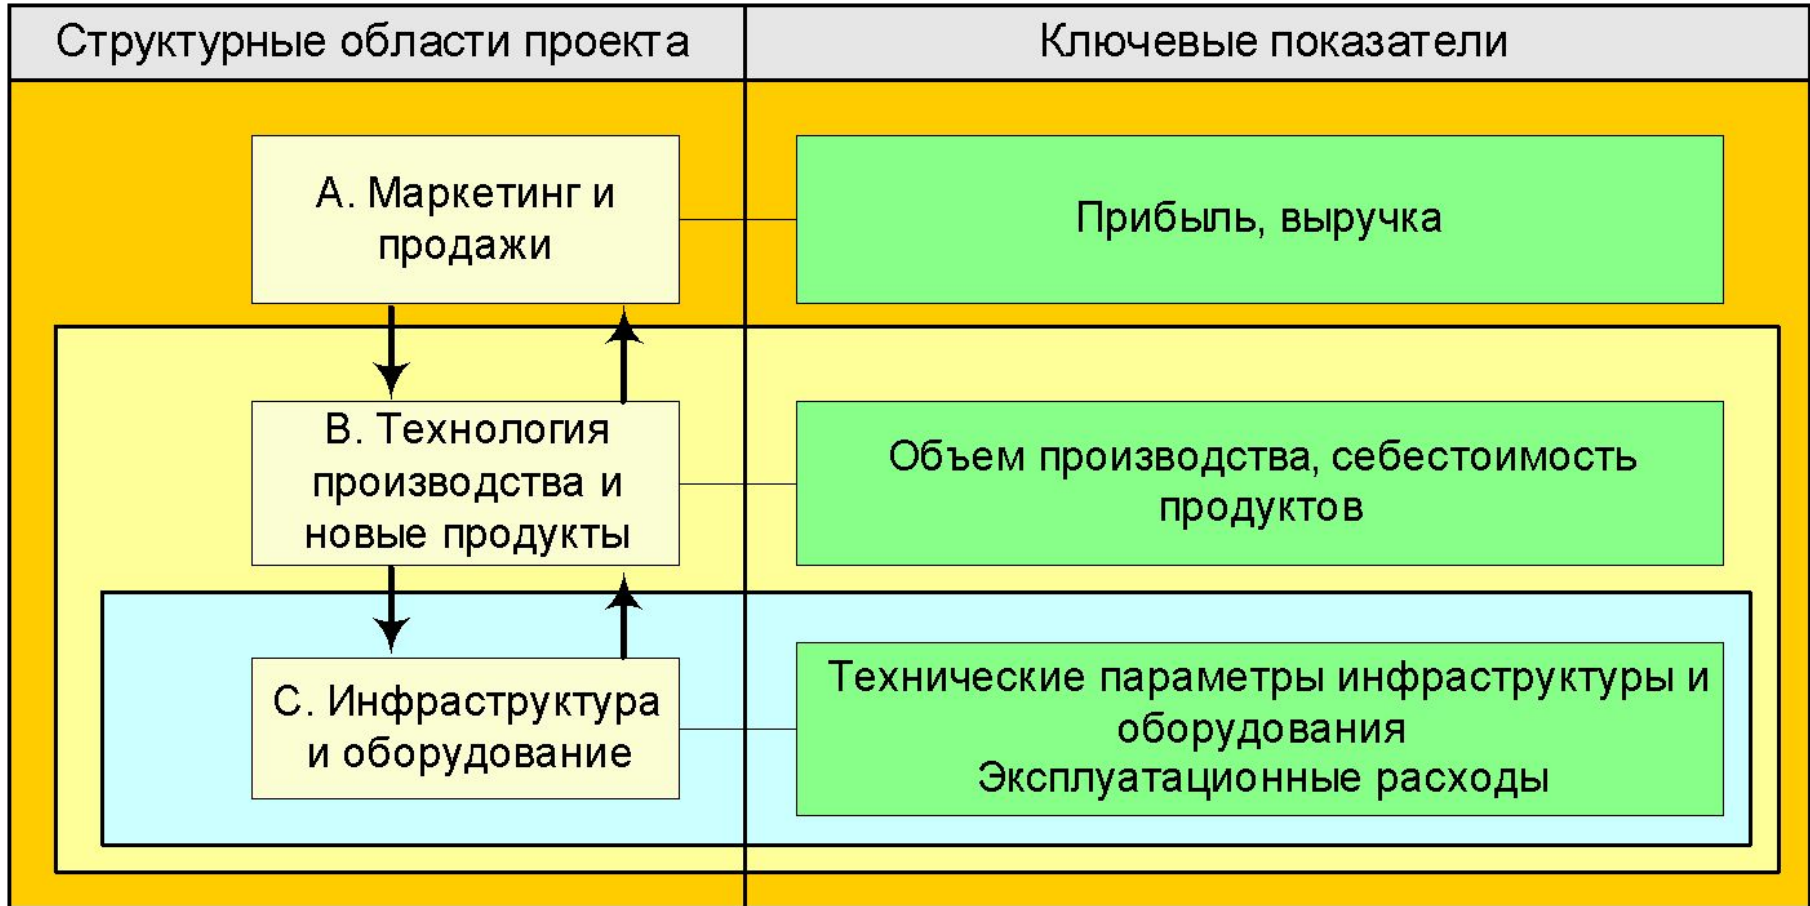 Структурные области проекта
Ключевые показатели
А. Маркетинг и
продажи
Прибыль, выручка
В. Технология
производства и
новые продукты
Объем производства, себестоимость
продуктов
С. Инфраструктура
и оборудование
Технические параметры инфраструктуры и
оборудования
Эксплуатационные расходы